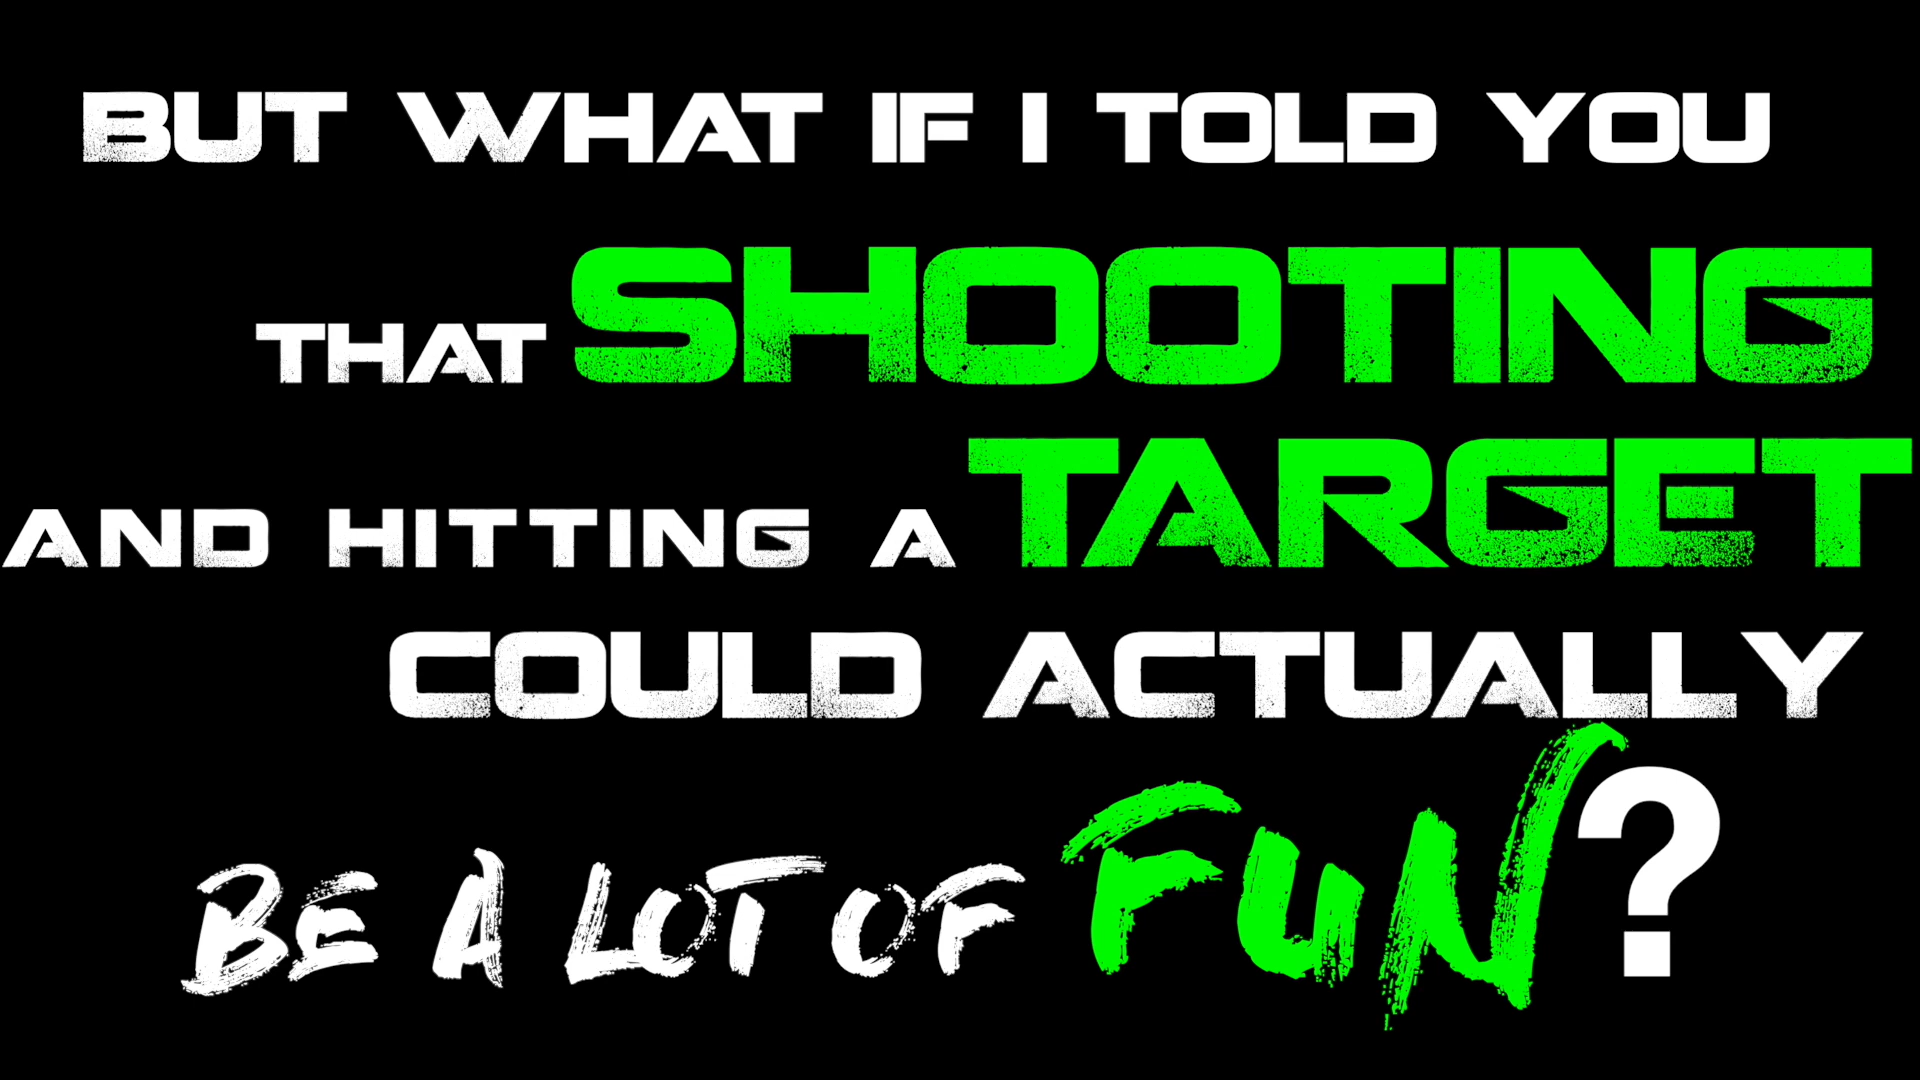 BUT WHAT IF I TOLD YOU
THAT SHOOTING
AND HITTING A TARGET
COULD ACTUALLY
BE A LOT OF FUN?